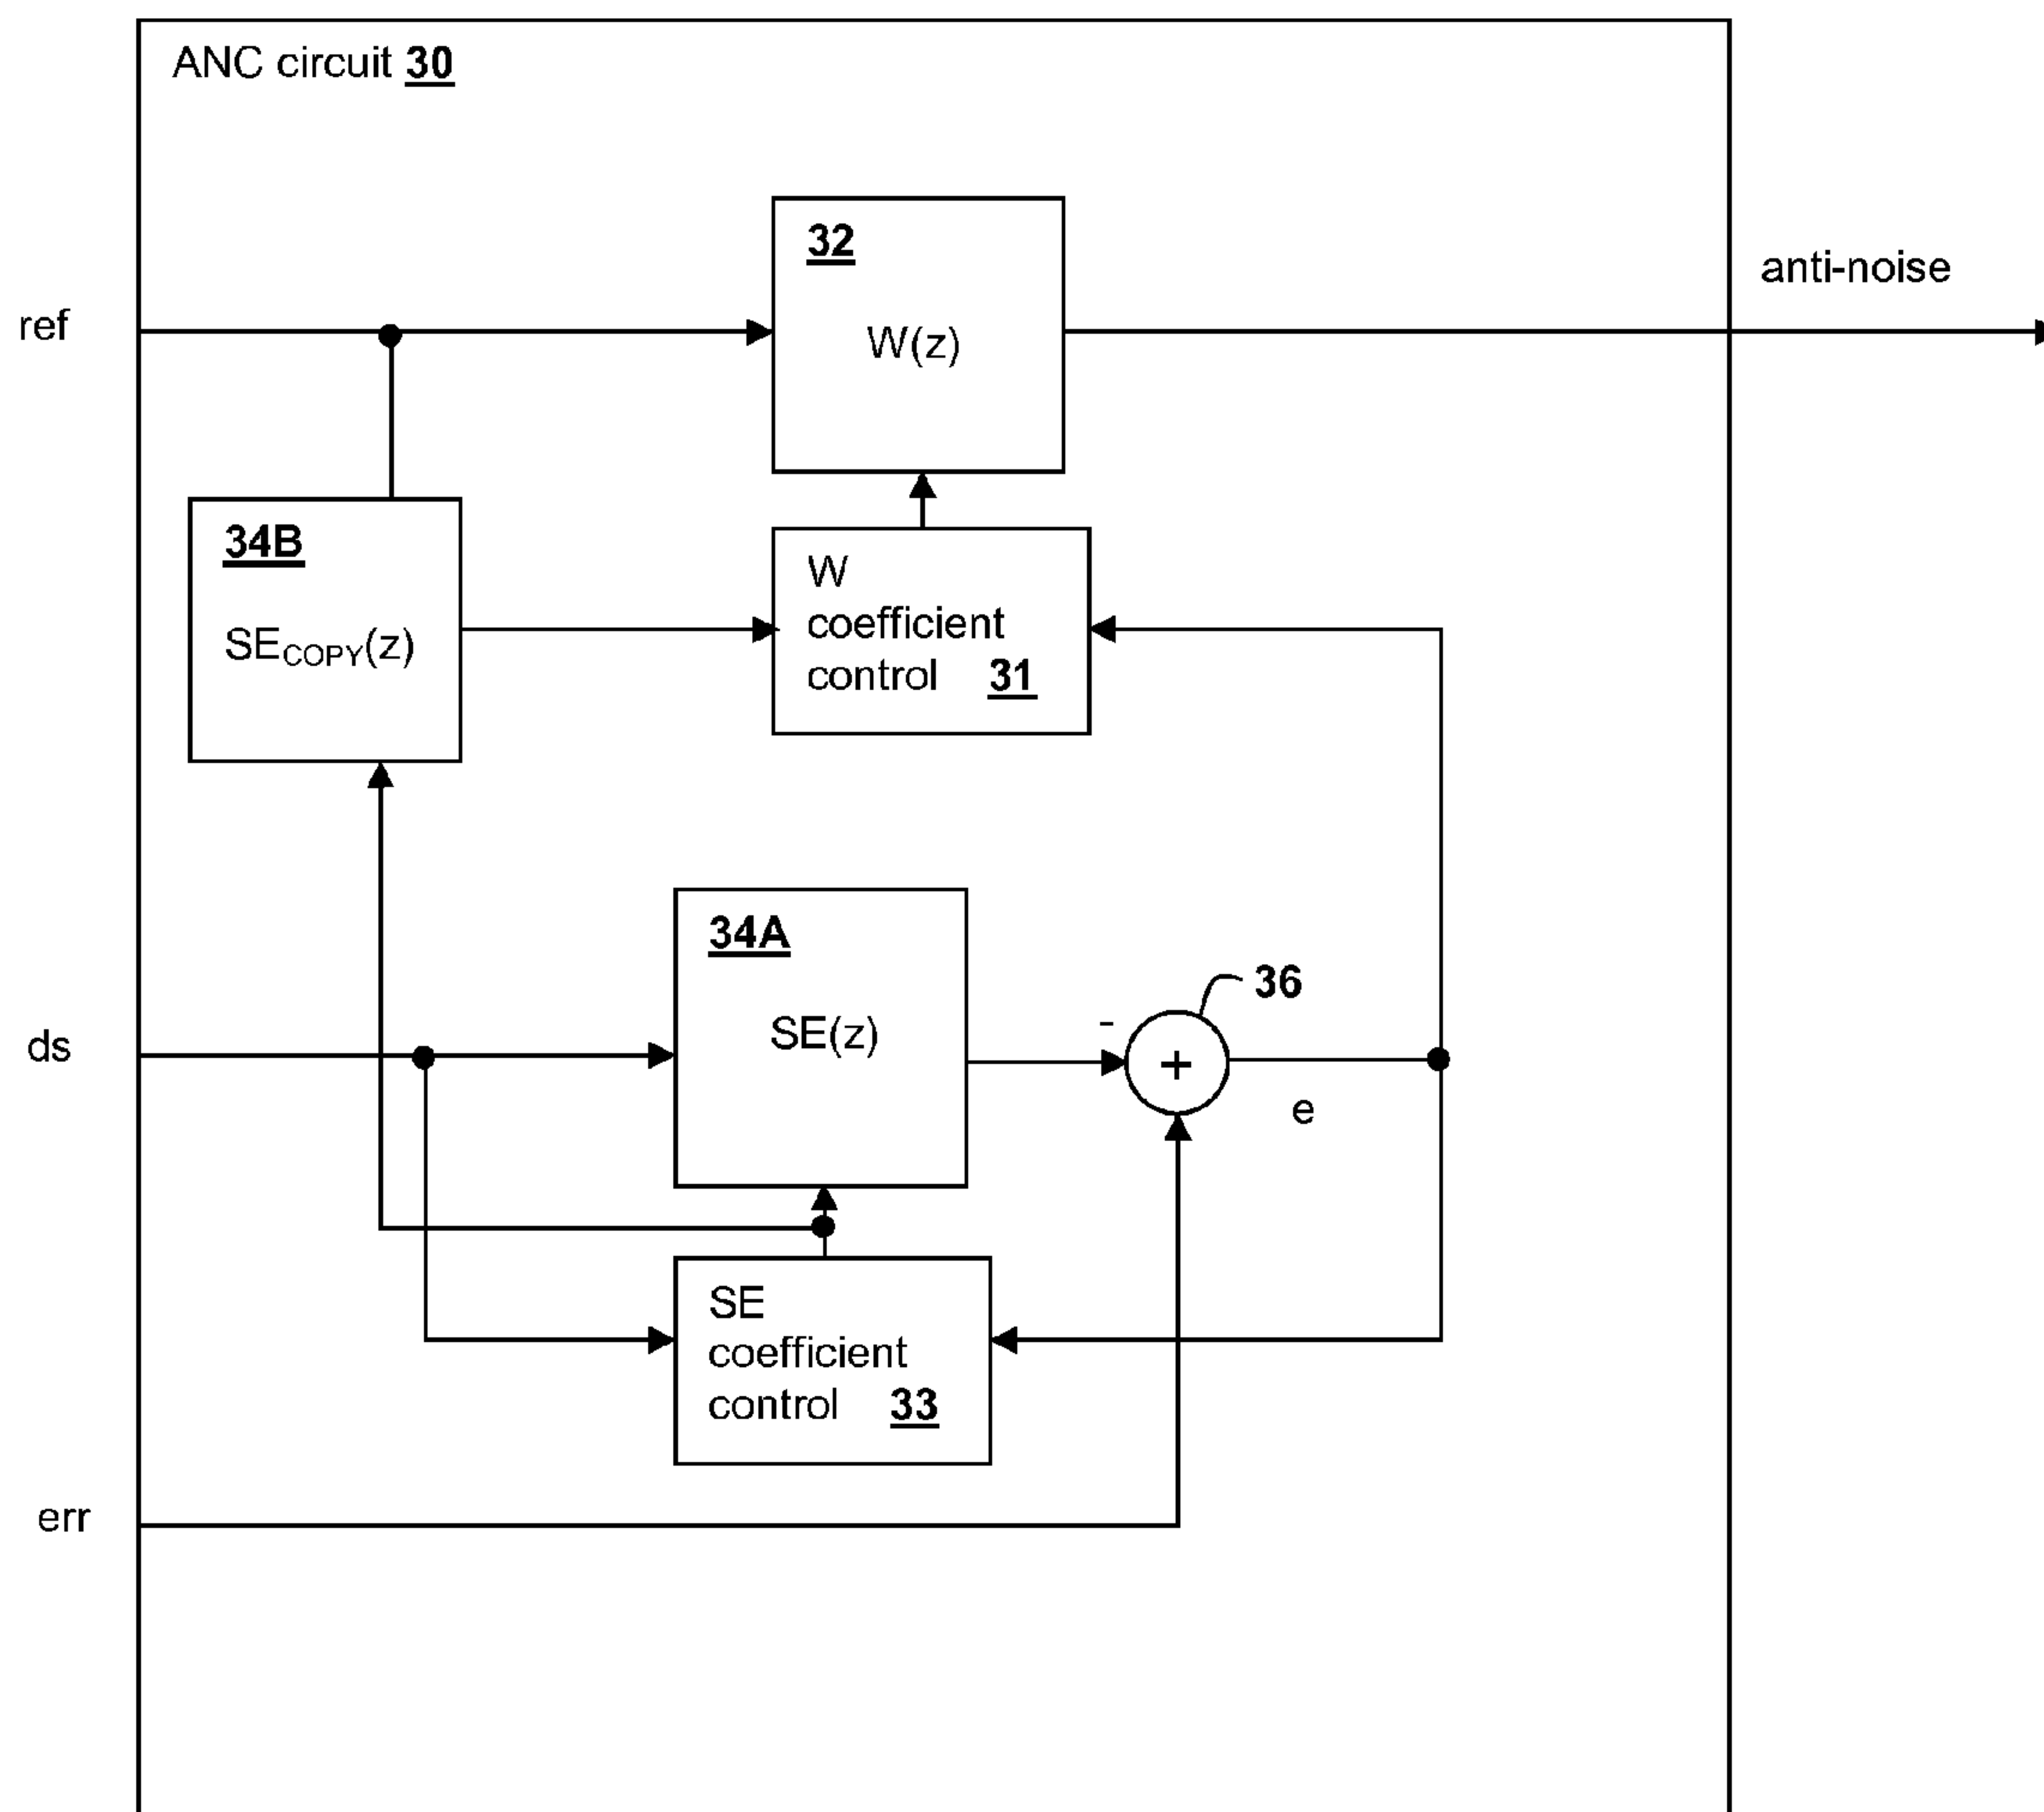 ANC circuit 30
32
anti-noise
ref
W(z)
34B
SECOPY(z)
W
coefficient
control 31
34A
36
SE(z)
ds
-
+
e
SE
coefficient
control 33
err